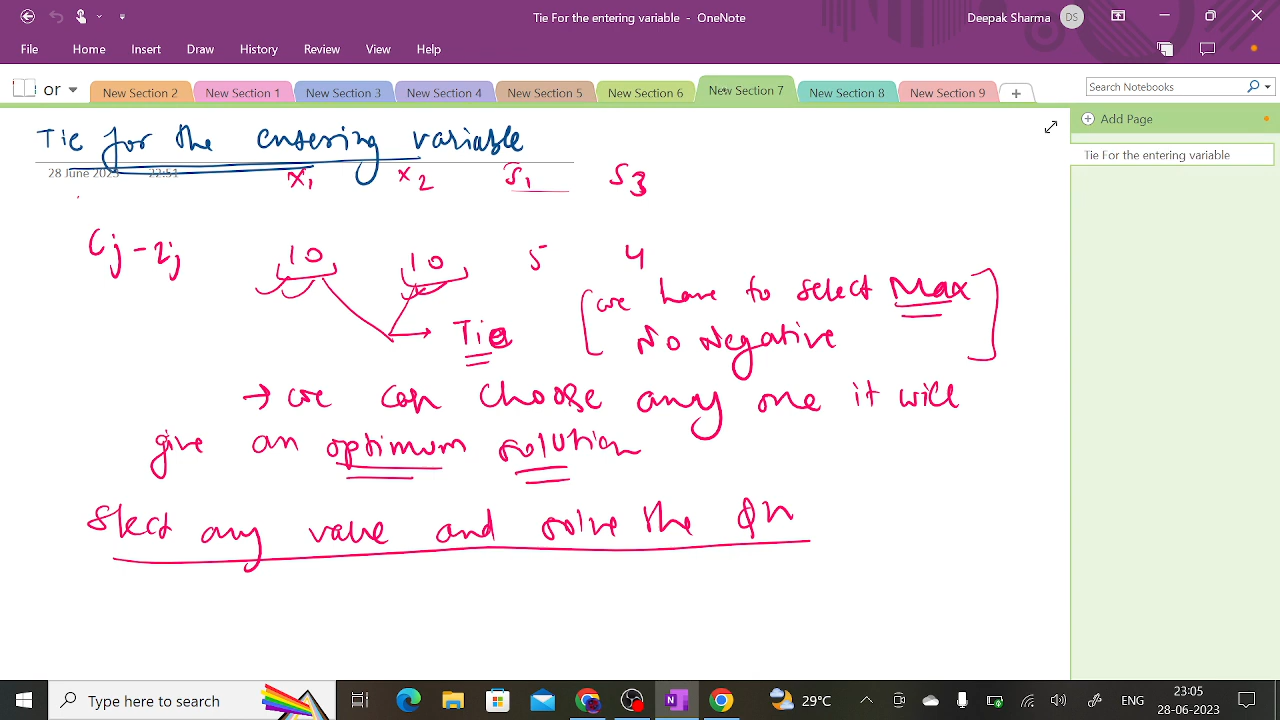 Tie For the entering variable - OneNote
Deepak Sharma DS
File Home Insert Draw History Review View Help
or New Section 2 New Section 1 New Section 3 New Section 4 New Section 5 New Section 6 New Section 7 New Section 8 New Section 9 +
Search Notebooks
Add Page
Tie For the entering variable
Tie for the entering variable
28 June 2023 22:51
x1 x2 S1 S3
Cj - Zj 10 10 5 4
[we have to select Max
No Negative]
Tie
→ we can choose any one it will
give an optimum solution
Slect any value and solve the Qn
Type here to search
29°C
ENG
23:05
28-06-2023